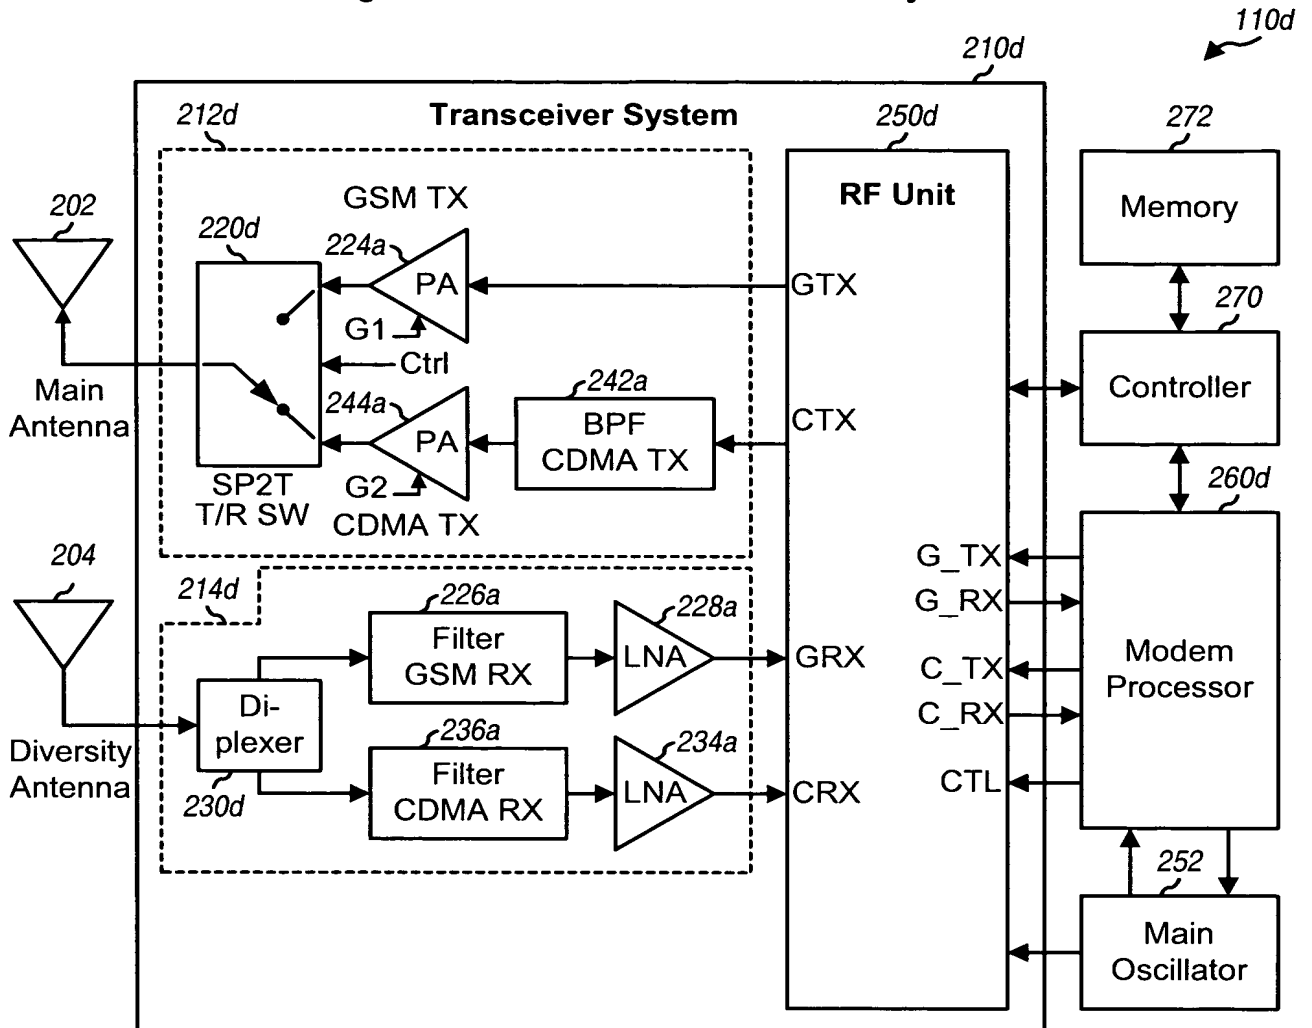 110d
210d
Transceiver System
212d
250d
272
RF Unit
Memory
202
GSM TX
220d
224a
PA
GTX
G1
270
Ctrl
Controller
Main
Antenna
242a
244a
CTX
BPF
CDMA TX
PA
SP2T
T/R SW
G2
CDMA TX
260d
204
214d
G_TX
226a
228a
G_RX
Filter
GSM RX
LNA
GRX
C_TX
Modem
Processor
Di-
plexer
C_RX
236a
234a
Diversity
Antenna
230d
Filter
CDMA RX
LNA
CRX
CTL
252
Main
Oscillator